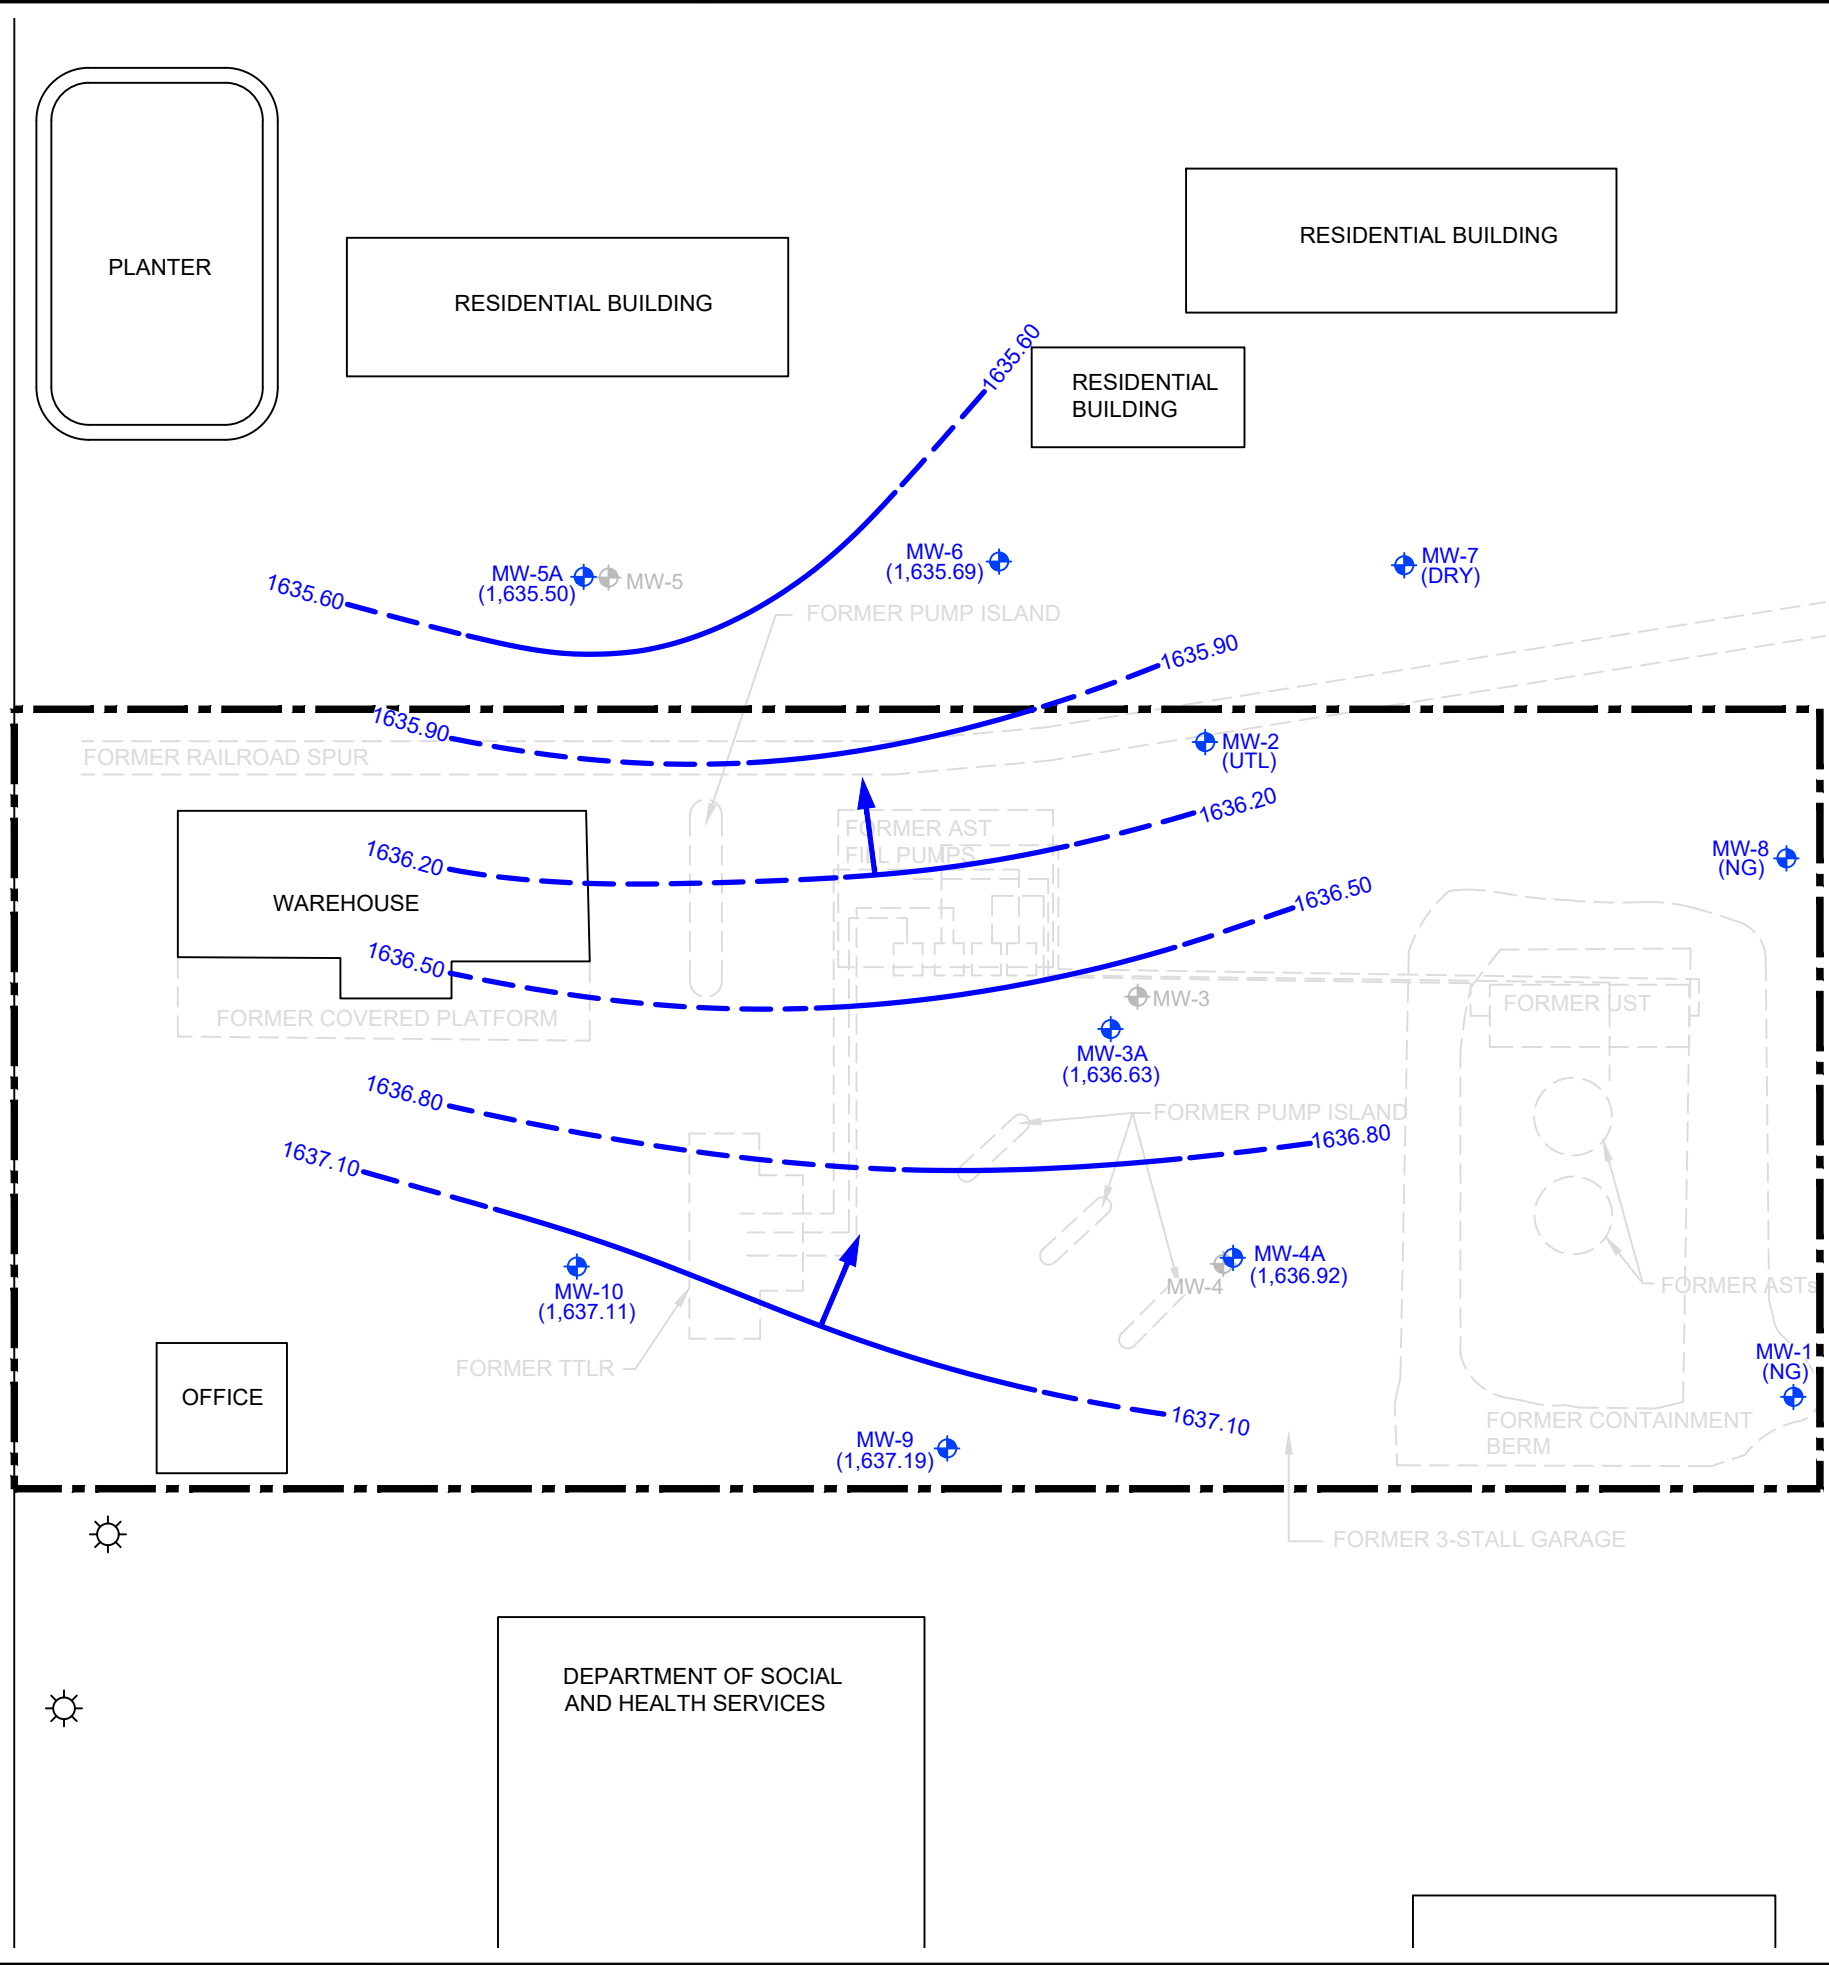 PLANTER
RESIDENTIAL BUILDING
RESIDENTIAL BUILDING
1635.60
RESIDENTIAL
BUILDING
MW-5A
(1,635.50)
MW-5
MW-6
(1,635.69)
MW-7
(DRY)
1635.60
FORMER PUMP ISLAND
1635.90
1635.90
FORMER RAILROAD SPUR
MW-2
(UTL)
1636.20
FORMER AST
FILL PUMPS
1636.20
MW-8
(NG)
WAREHOUSE
1636.50
1636.50
FORMER COVERED PLATFORM
MW-3
FORMER UST
MW-3A
(1,636.63)
1636.80
FORMER PUMP ISLAND
1636.80
1637.10
MW-10
(1,637.11)
MW-4A
(1,636.92)
MW-4
FORMER ASTs
FORMER TTLR
MW-1
(NG)
OFFICE
1637.10
FORMER CONTAINMENT
BERM
MW-9
(1,637.19)
FORMER 3-STALL GARAGE
DEPARTMENT OF SOCIAL
AND HEALTH SERVICES